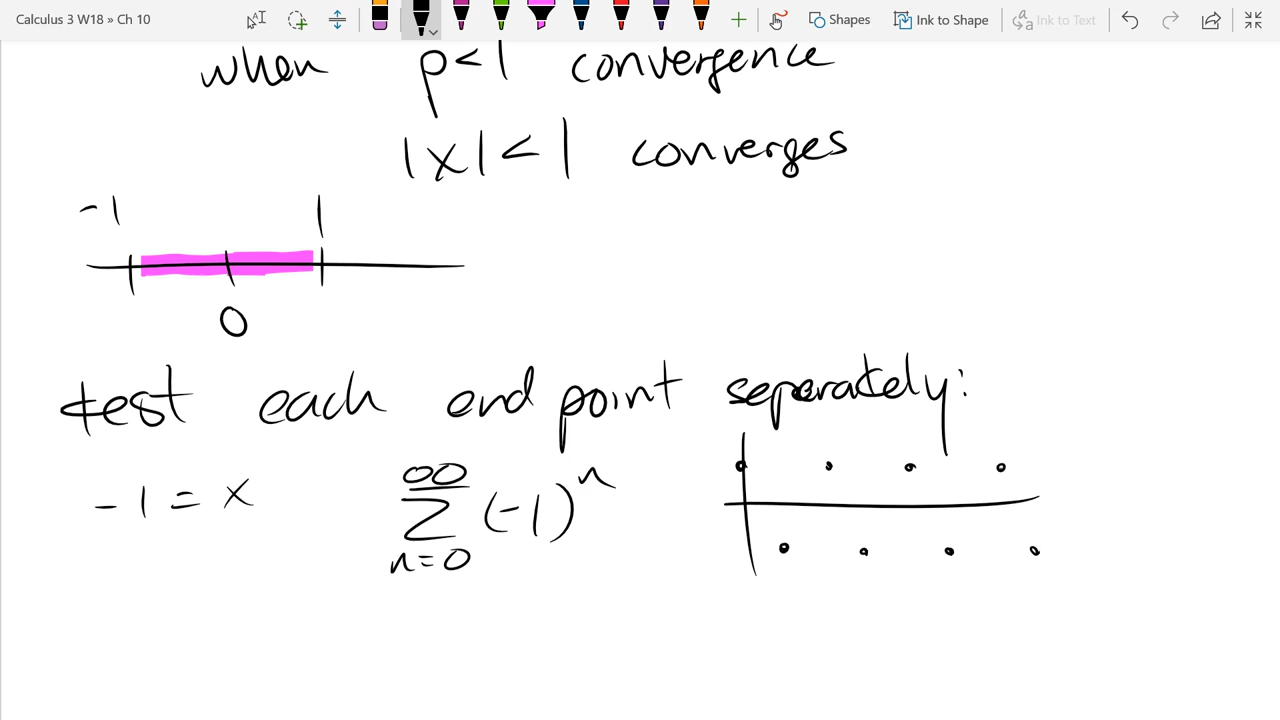 Calculus 3 W18 » Ch 10
Shapes
Ink to Shape
Ink to Text
when p<1 convergence
|x|<1 converges
-1 1
0
test each end point separately:
-1 = x ∞
Σ (-1)^n
n=0